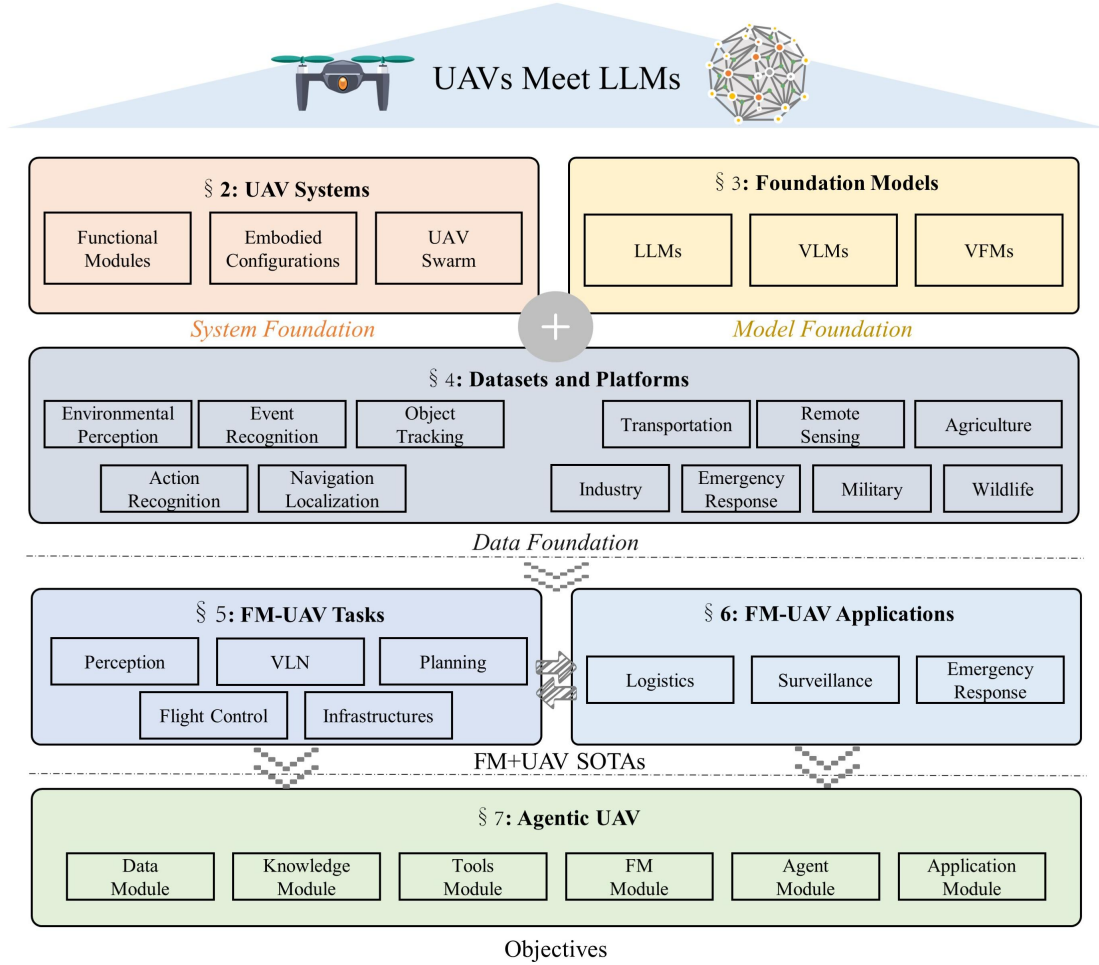 UAVs Meet LLMs
§ 2: UAV Systems
Functional
Modules
Embodied
Configurations
UAV
Swarm
System Foundation
§ 3: Foundation Models
LLMs
VLMs
VFMs
Model Foundation
§ 4: Datasets and Platforms
Environmental
Perception
Event
Recognition
Object
Tracking
Action
Recognition
Navigation
Localization
Transportation
Remote
Sensing
Agriculture
Industry
Emergency
Response
Military
Wildlife
Data Foundation
§ 5: FM-UAV Tasks
Perception
VLN
Planning
Flight Control
Infrastructures
§ 6: FM-UAV Applications
Logistics
Surveillance
Emergency
Response
FM+UAV SOTAs
§ 7: Agentic UAV
Data
Module
Knowledge
Module
Tools
Module
FM
Module
Agent
Module
Application
Module
Objectives